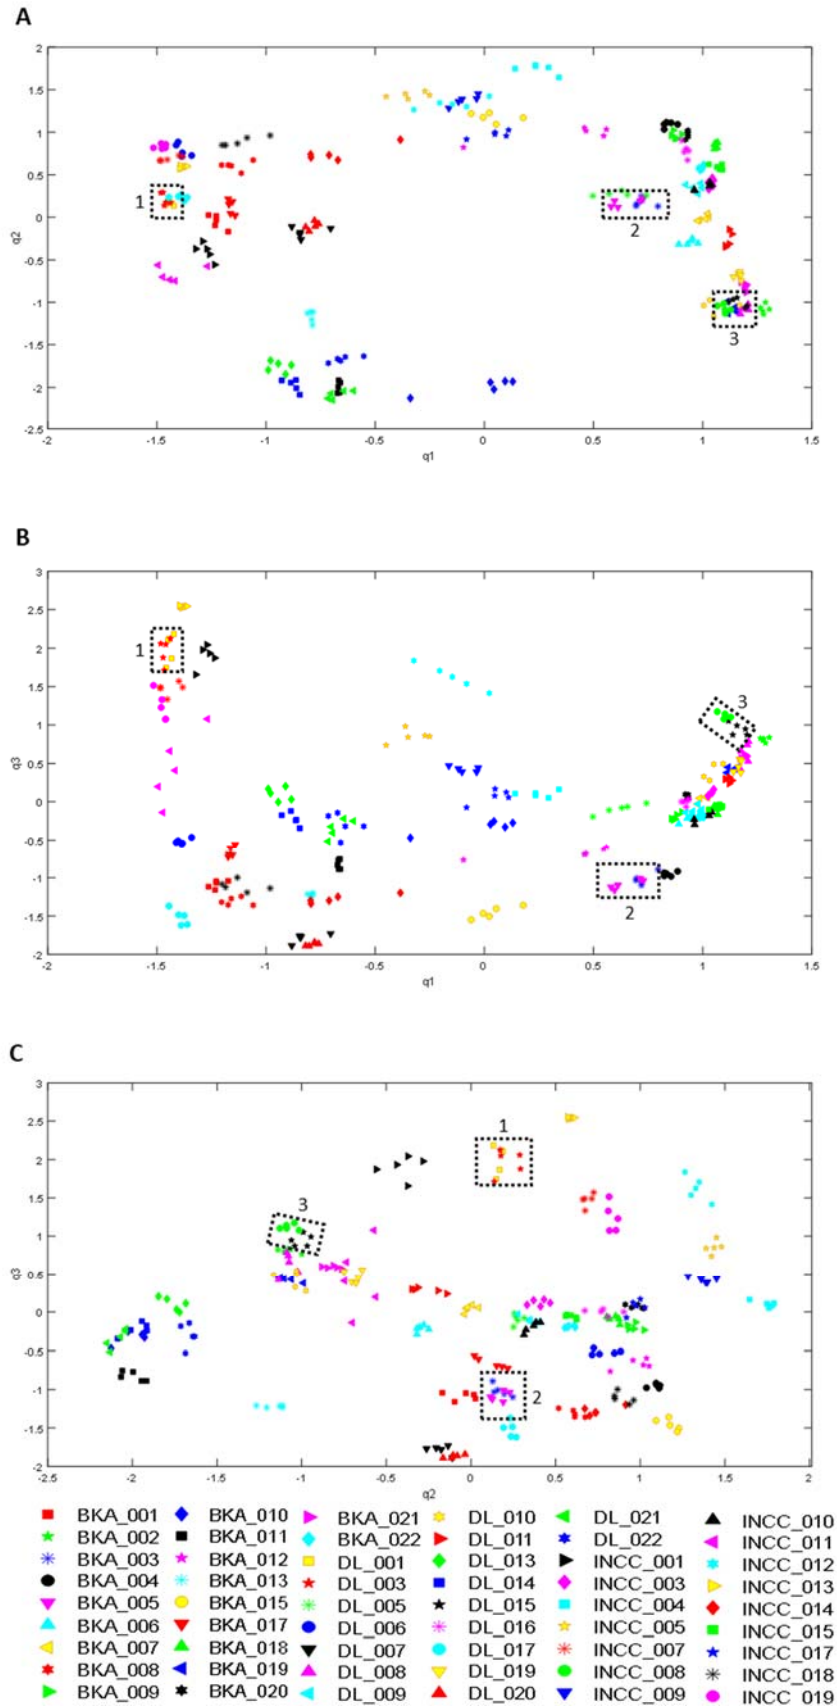 A
2
1.5
1
0.5
0
-0.5
-1
-1.5
-2
-2.5
q2
1
2
3
-2 -1.5 -1 -0.5 0 0.5 1 1.5
q1
B
3
2.5
2
1.5
1
0.5
0
-0.5
-1
-1.5
-2
q3
1
3
2
-2 -1.5 -1 -0.5 0 0.5 1 1.5
q1
C
3
2.5
2
1.5
1
0.5
0
-0.5
-1
-1.5
-2
q3
1
3
2
-2.5 -2 -1.5 -1 -0.5 0 0.5 1 1.5 2
q2
BKA_001
BKA_002
BKA_003
BKA_004
BKA_005
BKA_006
BKA_007
BKA_008
BKA_009
BKA_010
BKA_011
BKA_012
BKA_013
BKA_015
BKA_017
BKA_018
BKA_019
BKA_020
BKA_021
BKA_022
DL_001
DL_003
DL_005
DL_006
DL_007
DL_008
DL_009
DL_010
DL_011
DL_013
DL_014
DL_015
DL_016
DL_017
DL_019
DL_020
DL_021
DL_022
INCC_001
INCC_003
INCC_004
INCC_005
INCC_007
INCC_008
INCC_009
INCC_010
INCC_011
INCC_012
INCC_013
INCC_014
INCC_015
INCC_017
INCC_018
INCC_019